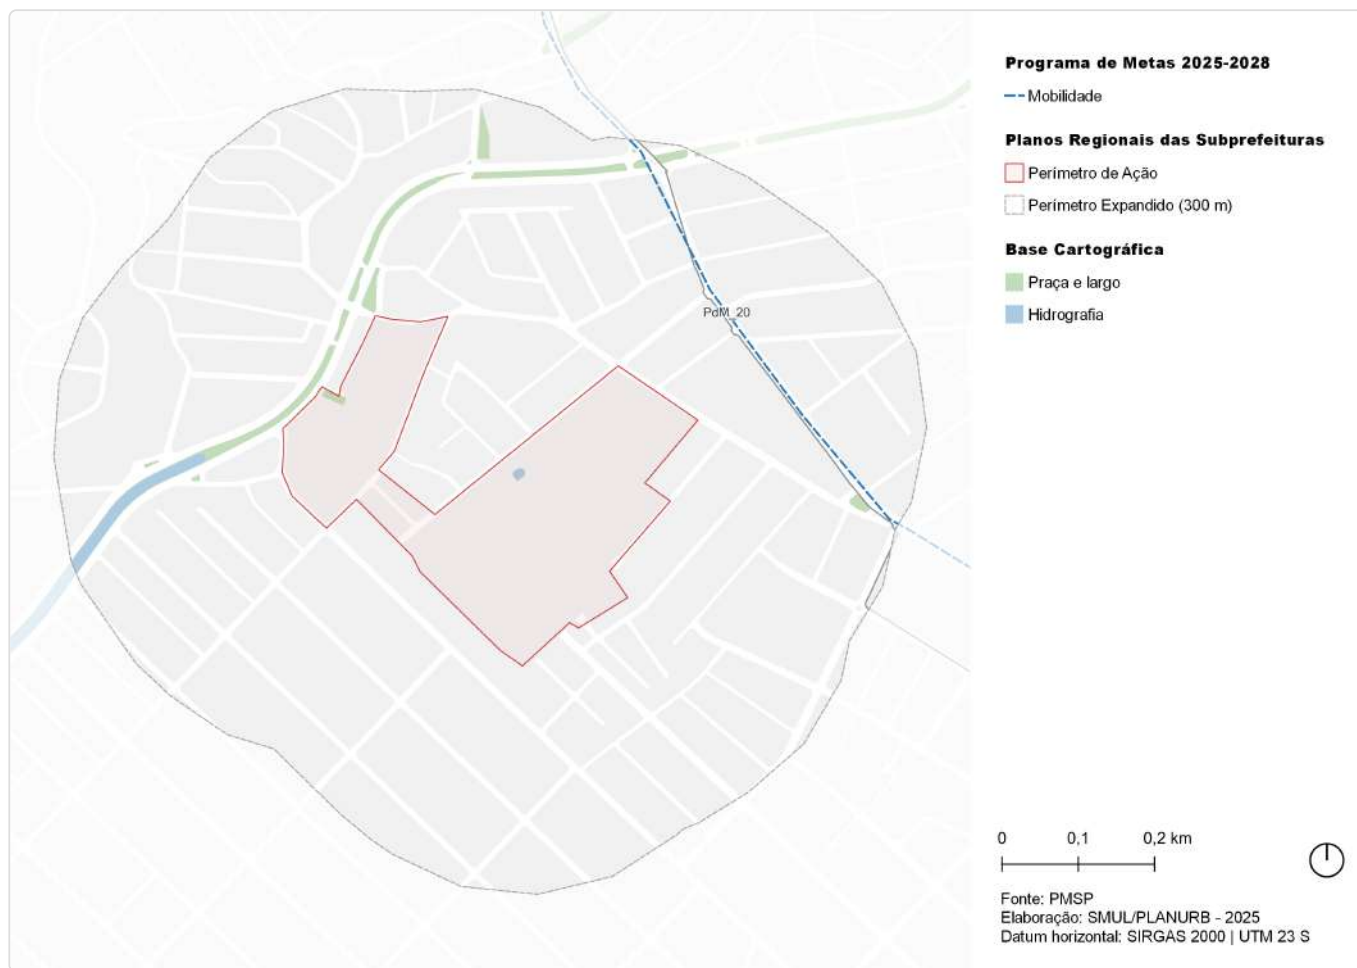 Programa de Metas 2025-2028
Mobilidade
Planos Regionais das Subprefeituras
Perímetro de Ação
Perímetro Expandido (300 m)
Base Cartográfica
Praça e largo
Hidrografia
PdM_20
0 0,1 0,2 km
Fonte: PMSP
Elaboração: SMUL/PLANURB - 2025
Datum horizontal: SIRGAS 2000 | UTM 23 S